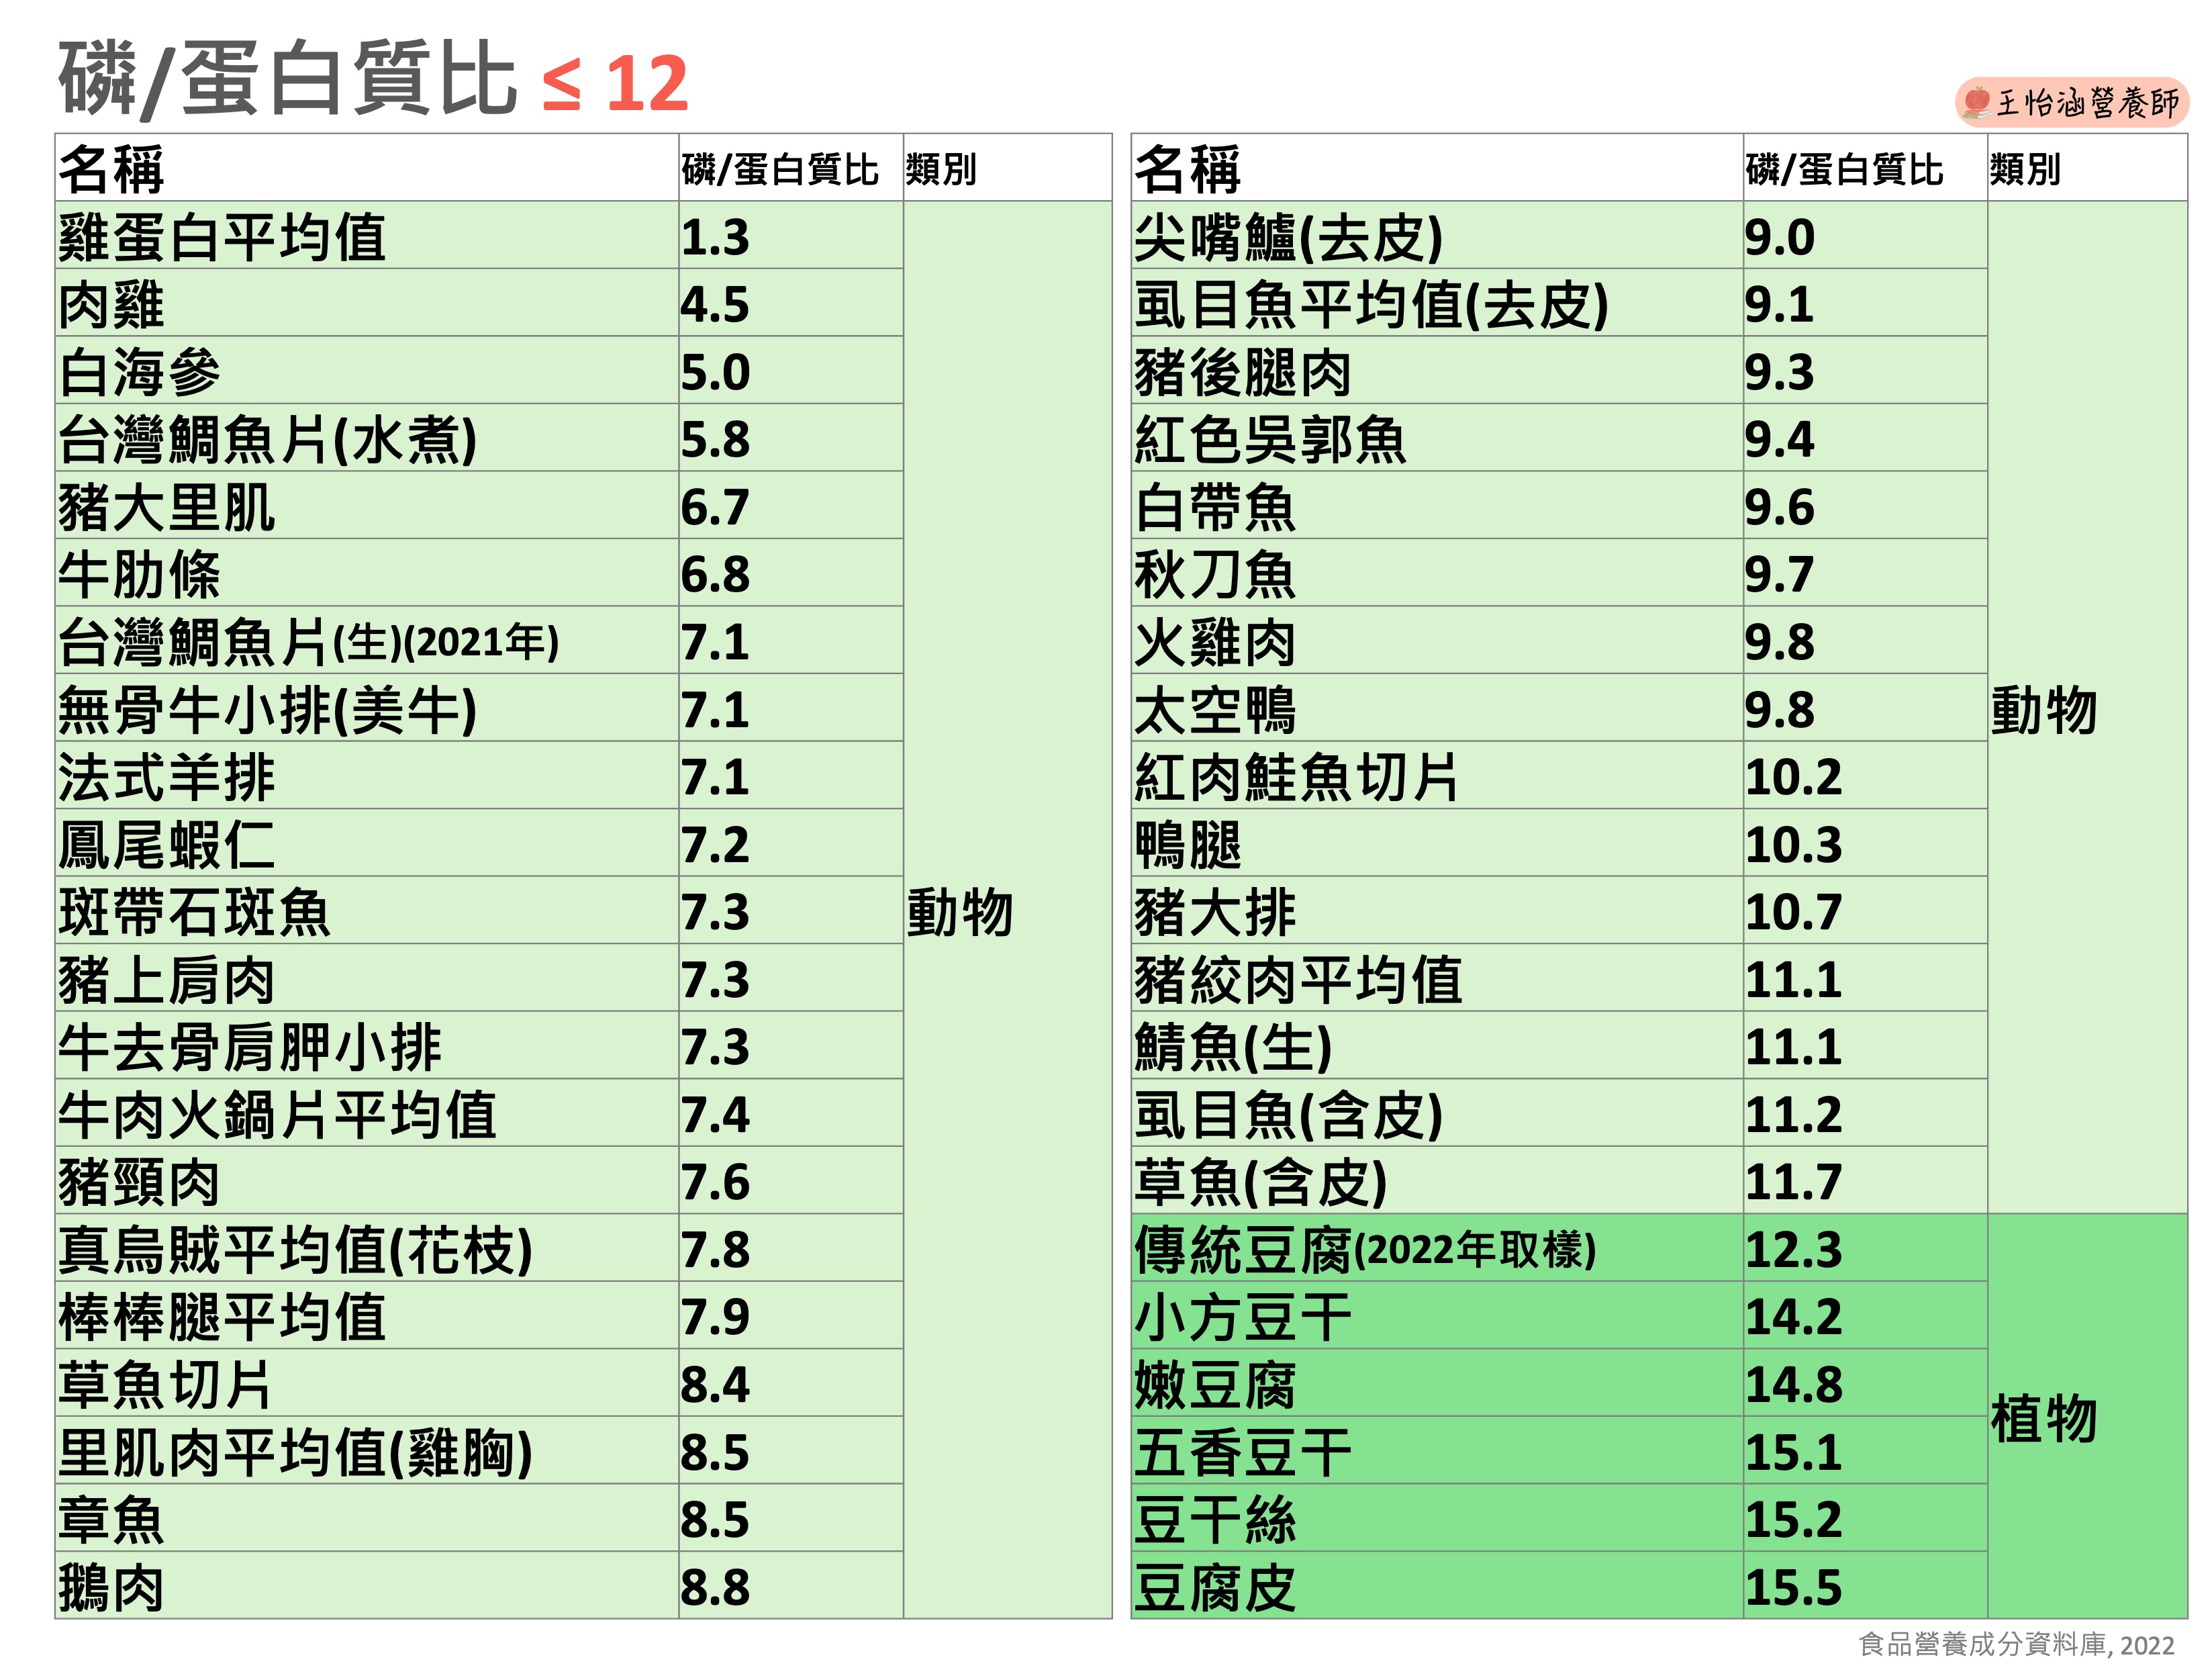 磷/蛋白質比 ≤ 12
王怡涵營養師
名稱 磷/蛋白質比 類別
雞蛋白平均值 1.3
肉雞 4.5
白海參 5.0
台灣鯛魚片(水煮) 5.8
豬大里肌 6.7
牛肋條 6.8
台灣鯛魚片(生)(2021年) 7.1
無骨牛小排(美牛) 7.1
法式羊排 7.1
鳳尾蝦仁 7.2
斑帶石斑魚 7.3 動物
豬上肩肉 7.3
牛去骨肩胛小排 7.3
牛肉火鍋片平均值 7.4
豬頸肉 7.6
真烏賊平均值(花枝) 7.8
棒棒腿平均值 7.9
草魚切片 8.4
里肌肉平均值(雞胸) 8.5
章魚 8.5
鵝肉 8.8
名稱 磷/蛋白質比 類別
尖嘴鱸(去皮) 9.0
虱目魚平均值(去皮) 9.1
豬後腿肉 9.3
紅色吳郭魚 9.4
白帶魚 9.6
秋刀魚 9.7
火雞肉 9.8
太空鴨 9.8 動物
紅肉鮭魚切片 10.2
鴨腿 10.3
豬大排 10.7
豬絞肉平均值 11.1
鯖魚(生) 11.1
虱目魚(含皮) 11.2
草魚(含皮) 11.7
傳統豆腐(2022年取樣) 12.3
小方豆干 14.2
嫩豆腐 14.8
植物
五香豆干 15.1
豆干絲 15.2
豆腐皮 15.5
食品營養成分資料庫, 2022